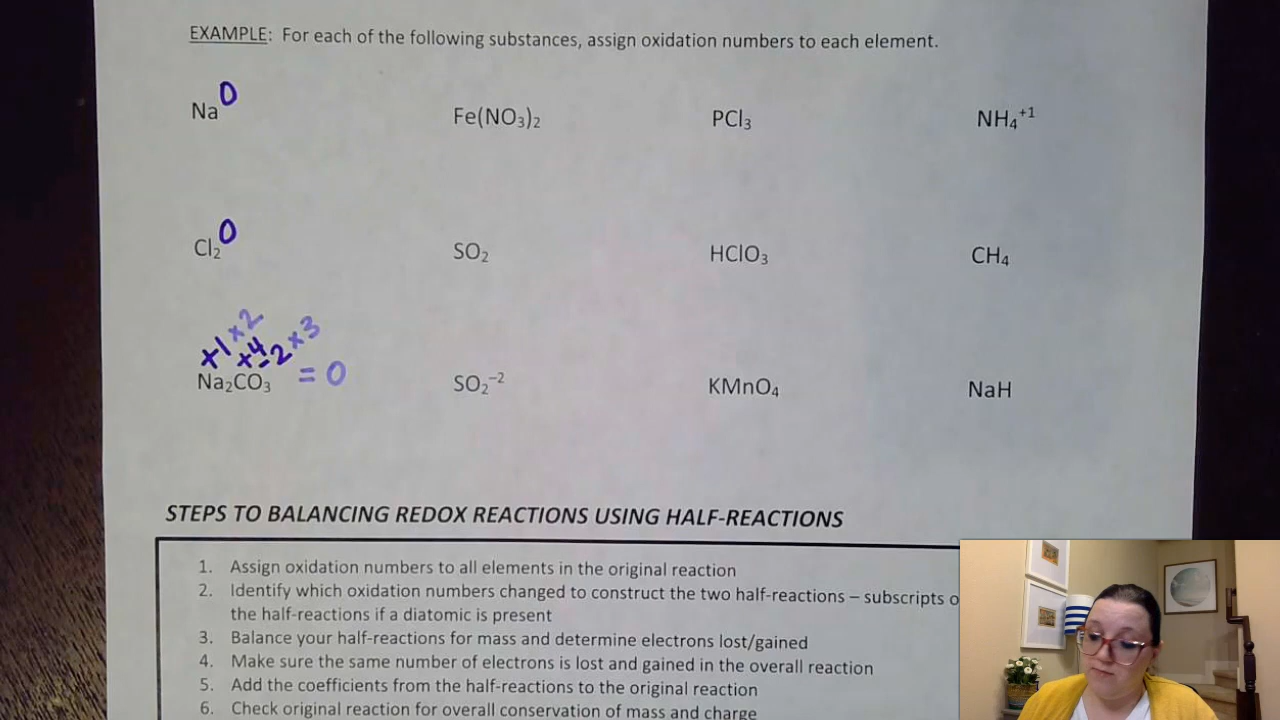 EXAMPLE: For each of the following substances, assign oxidation numbers to each element.
Na⁰ Fe(NO₃)₂ PCl₃ NH₄⁺¹
Cl₂⁰ SO₂ HClO₃ CH₄
+1×2 +4 -2×3
Na₂CO₃ = 0 SO₂⁻² KMnO₄ NaH
STEPS TO BALANCING REDOX REACTIONS USING HALF-REACTIONS
1. Assign oxidation numbers to all elements in the original reaction
2. Identify which oxidation numbers changed to construct the two half-reactions – subscripts
the half-reactions if a diatomic is present
3. Balance your half-reactions for mass and determine electrons lost/gained
4. Make sure the same number of electrons is lost and gained in the overall reaction
5. Add the coefficients from the half-reactions to the original reaction
6. Check original reaction for overall conservation of mass and charge